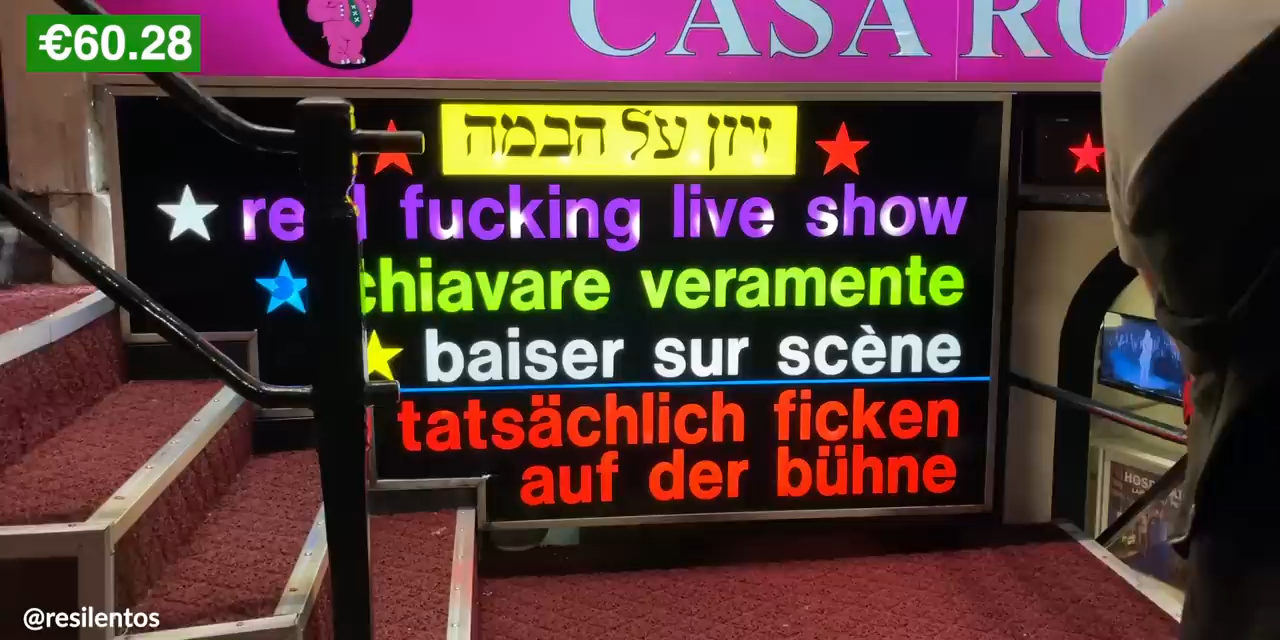 €60.28
CASA RO
זיון על הבמה
fucking live show
chiavare veramente
baiser sur scène
tatsächlich ficken
auf der bühne
@resilentos